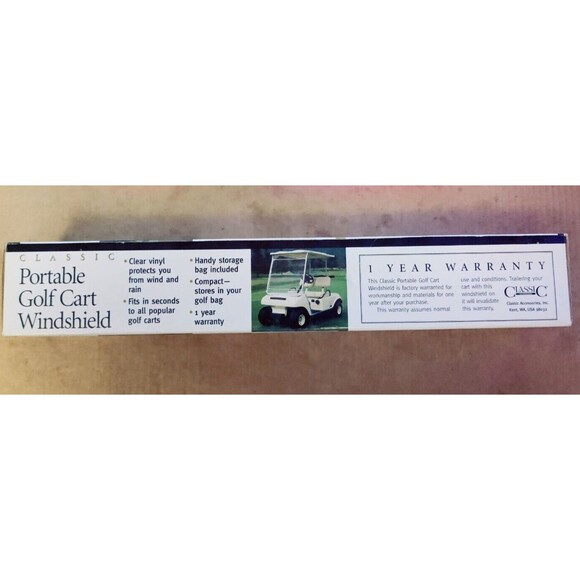 CLASSIC
Portable
Golf Cart
Windshield
• Clear vinyl
protects you
from wind and
rain
• Fits in seconds
to all popular
golf carts
• Handy storage
bag included
• Compact—
stores in your
golf bag
• 1 year
warranty
1 YEAR WARRANTY
This Classic Portable Golf Cart
Windshield is factory warranted for
workmanship and materials for one
year after your purchase.
This warranty assumes normal
use and conditions. Trailering your
cart with this
windshield on
it will invalidate
this warranty.
CLASSIC
Classic Accessories, Inc.
Kent, WA, USA 98032